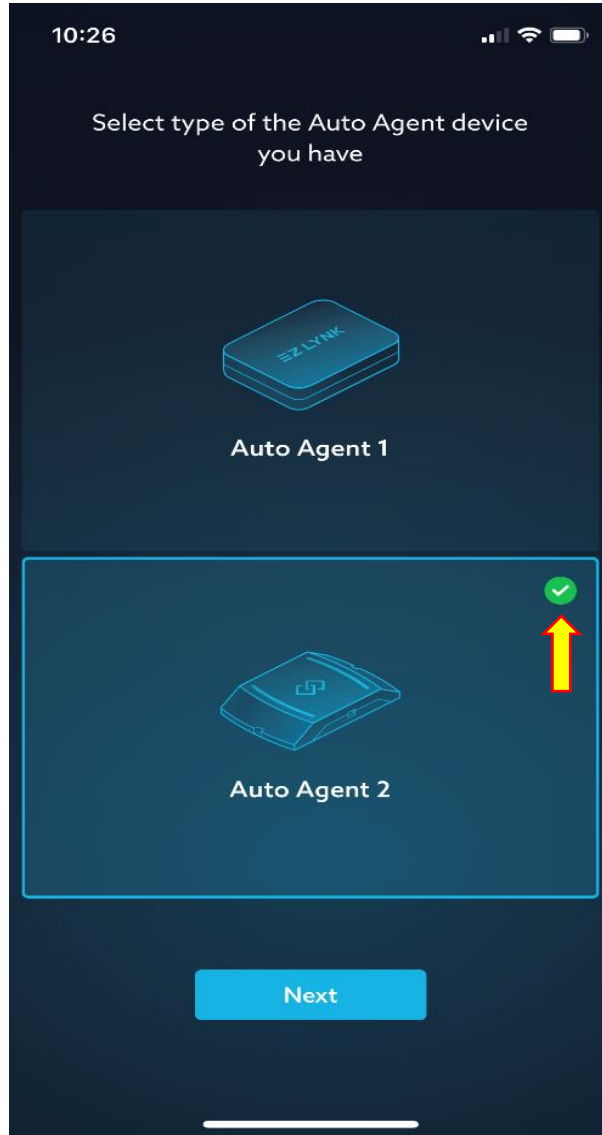 10:26
Select type of the Auto Agent device
you have
EZ LYNK
Auto Agent 1
Auto Agent 2
Next